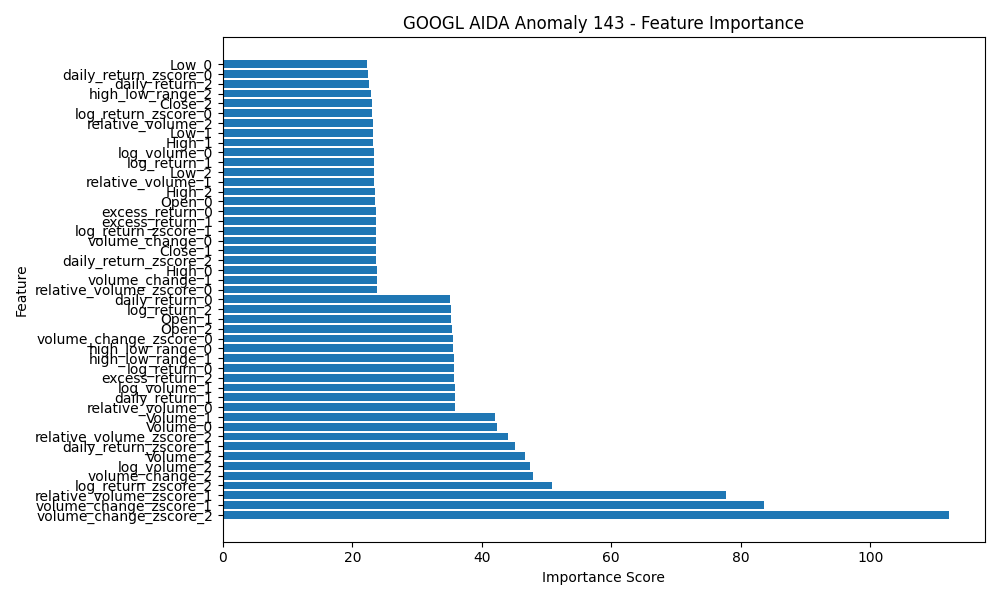 GOOGL AIDA Anomaly 143 - Feature Importance
Low_0
daily_return_zscore_0
daily_return_2
high_low_range_2
Close_2
log_return_zscore_0
relative_volume_2
Low_1
High_1
log_volume_0
log_return_1
Low_2
relative_volume_1
High_2
Open_0
excess_return_0
excess_return_1
log_return_zscore_1
volume_change_0
Close_1
daily_return_zscore_2
High_0
volume_change_1
relative_volume_zscore_0
daily_return_0
log_return_2
Open_1
Open_2
volume_change_zscore_0
high_low_range_0
high_low_range_1
log_return_0
excess_return_2
log_volume_1
daily_return_1
relative_volume_0
Volume_1
Volume_0
relative_volume_zscore_2
daily_return_zscore_1
Volume_2
log_volume_2
volume_change_2
log_return_zscore_2
relative_volume_zscore_1
volume_change_zscore_1
volume_change_zscore_2
Feature
0 20 40 60 80 100
Importance Score